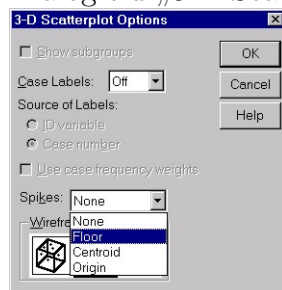 3-D Scatterplot Options
Show subgroups
OK
Case Labels: Off
Cancel
Source of Labels:
Help
ID variable
Case number
Use case frequency weights
Spikes: None
None
Floor
Centroid
Origin